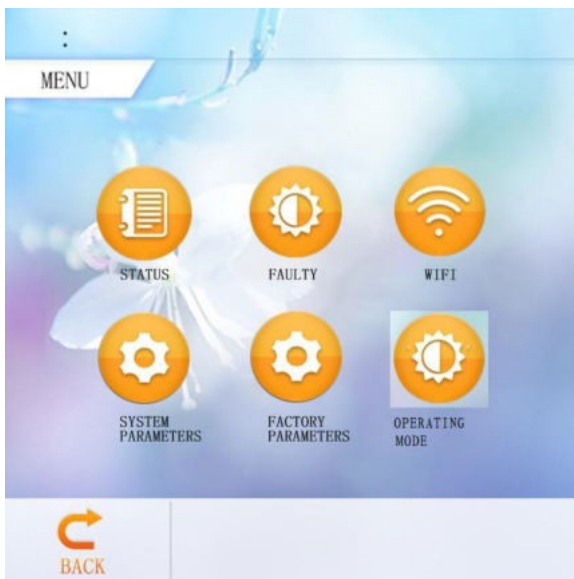 :
MENU
STATUS
FAULTY
WIFI
SYSTEM
PARAMETERS
FACTORY
PARAMETERS
OPERATING
MODE
BACK